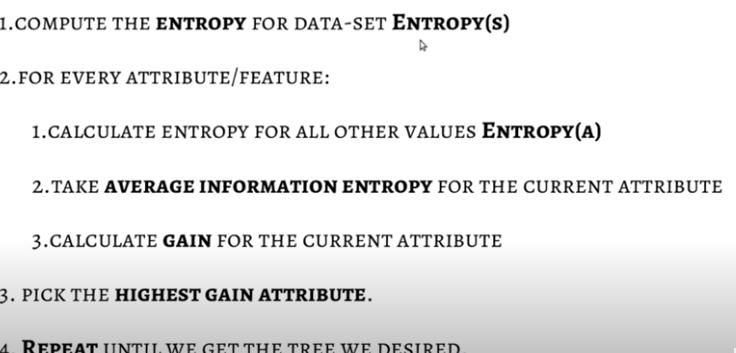 1.COMPUTE THE ENTROPY FOR DATA-SET ENTROPY(S)
2.FOR EVERY ATTRIBUTE/FEATURE:
1.CALCULATE ENTROPY FOR ALL OTHER VALUES ENTROPY(A)
2.TAKE AVERAGE INFORMATION ENTROPY FOR THE CURRENT ATTRIBUTE
3.CALCULATE GAIN FOR THE CURRENT ATTRIBUTE
3. PICK THE HIGHEST GAIN ATTRIBUTE.
4. REPEAT UNTIL WE GET THE TREE WE DESIRED.